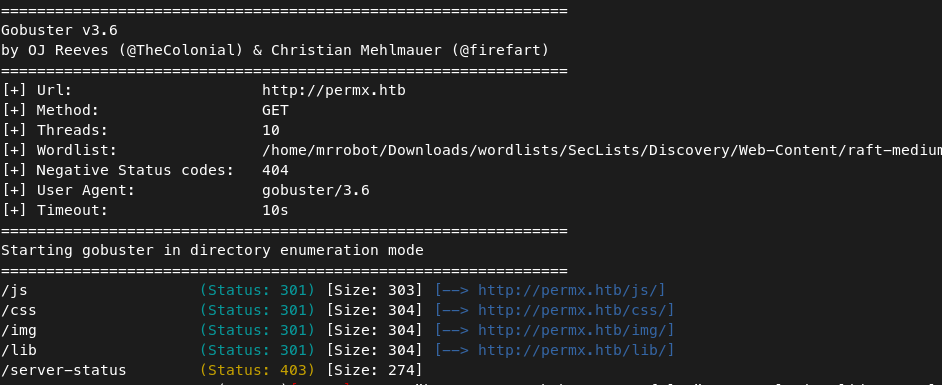 ===============================================================
Gobuster v3.6
by OJ Reeves (@TheColonial) & Christian Mehlmauer (@firefart)
===============================================================
[+] Url:                     http://permx.htb
[+] Method:                  GET
[+] Threads:                 10
[+] Wordlist:                /home/mrrobot/Downloads/wordlists/SecLists/Discovery/Web-Content/raft-medium
[+] Negative Status codes:   404
[+] User Agent:              gobuster/3.6
[+] Timeout:                 10s
===============================================================
Starting gobuster in directory enumeration mode
===============================================================
/js                   (Status: 301) [Size: 303] [--> http://permx.htb/js/]
/css                  (Status: 301) [Size: 304] [--> http://permx.htb/css/]
/img                  (Status: 301) [Size: 304] [--> http://permx.htb/img/]
/lib                  (Status: 301) [Size: 304] [--> http://permx.htb/lib/]
/server-status        (Status: 403) [Size: 274]